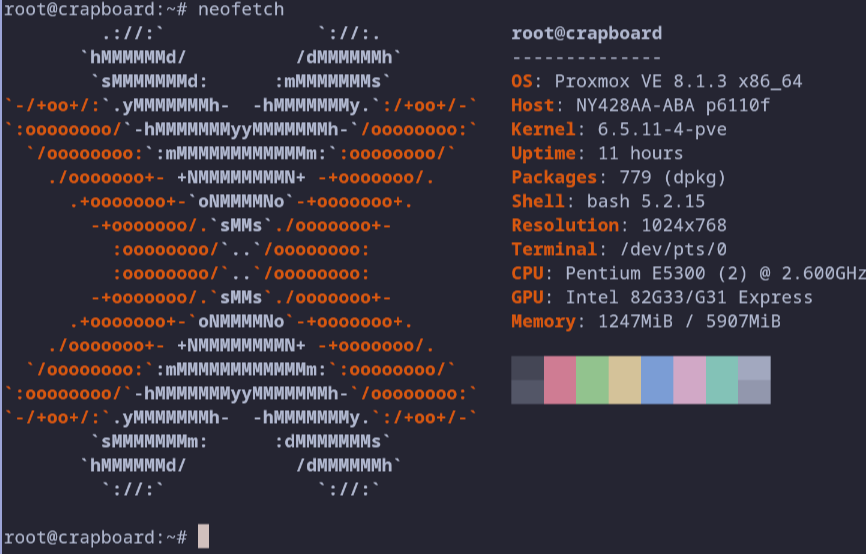 root@crapboard:~# neofetch
         .://:`              `://:.            root@crapboard
       `hMMMMMMd/          /dMMMMMMh`          --------------
        `sMMMMMMMd:      :mMMMMMMMs`           OS: Proxmox VE 8.1.3 x86_64
`-/+oo+/:`.yMMMMMMMh-  -hMMMMMMMy.`:/+oo+/-`   Host: NY428AA-ABA p6110f
`:oooooooo/`-hMMMMMMMyyMMMMMMMh-`/oooooooo:`   Kernel: 6.5.11-4-pve
  `/oooooooo:`:mMMMMMMMMMMMMm:`:oooooooo/`     Uptime: 11 hours
    ./ooooooo+- +NMMMMMMMMN+ -+ooooooo/.       Packages: 779 (dpkg)
      .+ooooooo+-`oNMMMMNo`-+ooooooo+.         Shell: bash 5.2.15
        -+ooooooo/.`sMMs`./ooooooo+-           Resolution: 1024x768
          :oooooooo/`..`/oooooooo:             Terminal: /dev/pts/0
          :oooooooo/`..`/oooooooo:             CPU: Pentium E5300 (2) @ 2.600GHz
        -+ooooooo/.`sMMs`./ooooooo+-           GPU: Intel 82G33/G31 Express
      .+ooooooo+-`oNMMMMNo`-+ooooooo+.         Memory: 1247MiB / 5907MiB
    ./ooooooo+- +NMMMMMMMMN+ -+ooooooo/.
  `/oooooooo:`:mMMMMMMMMMMMMm:`:oooooooo/`
`:oooooooo/`-hMMMMMMMyyMMMMMMMh-`/oooooooo:`
`-/+oo+/:`.yMMMMMMMh-  -hMMMMMMMy.`:/+oo+/-`
        `sMMMMMMMm:      :dMMMMMMMs`
       `hMMMMMMd/          /dMMMMMMh`
         `://:`              `://:`
root@crapboard:~#